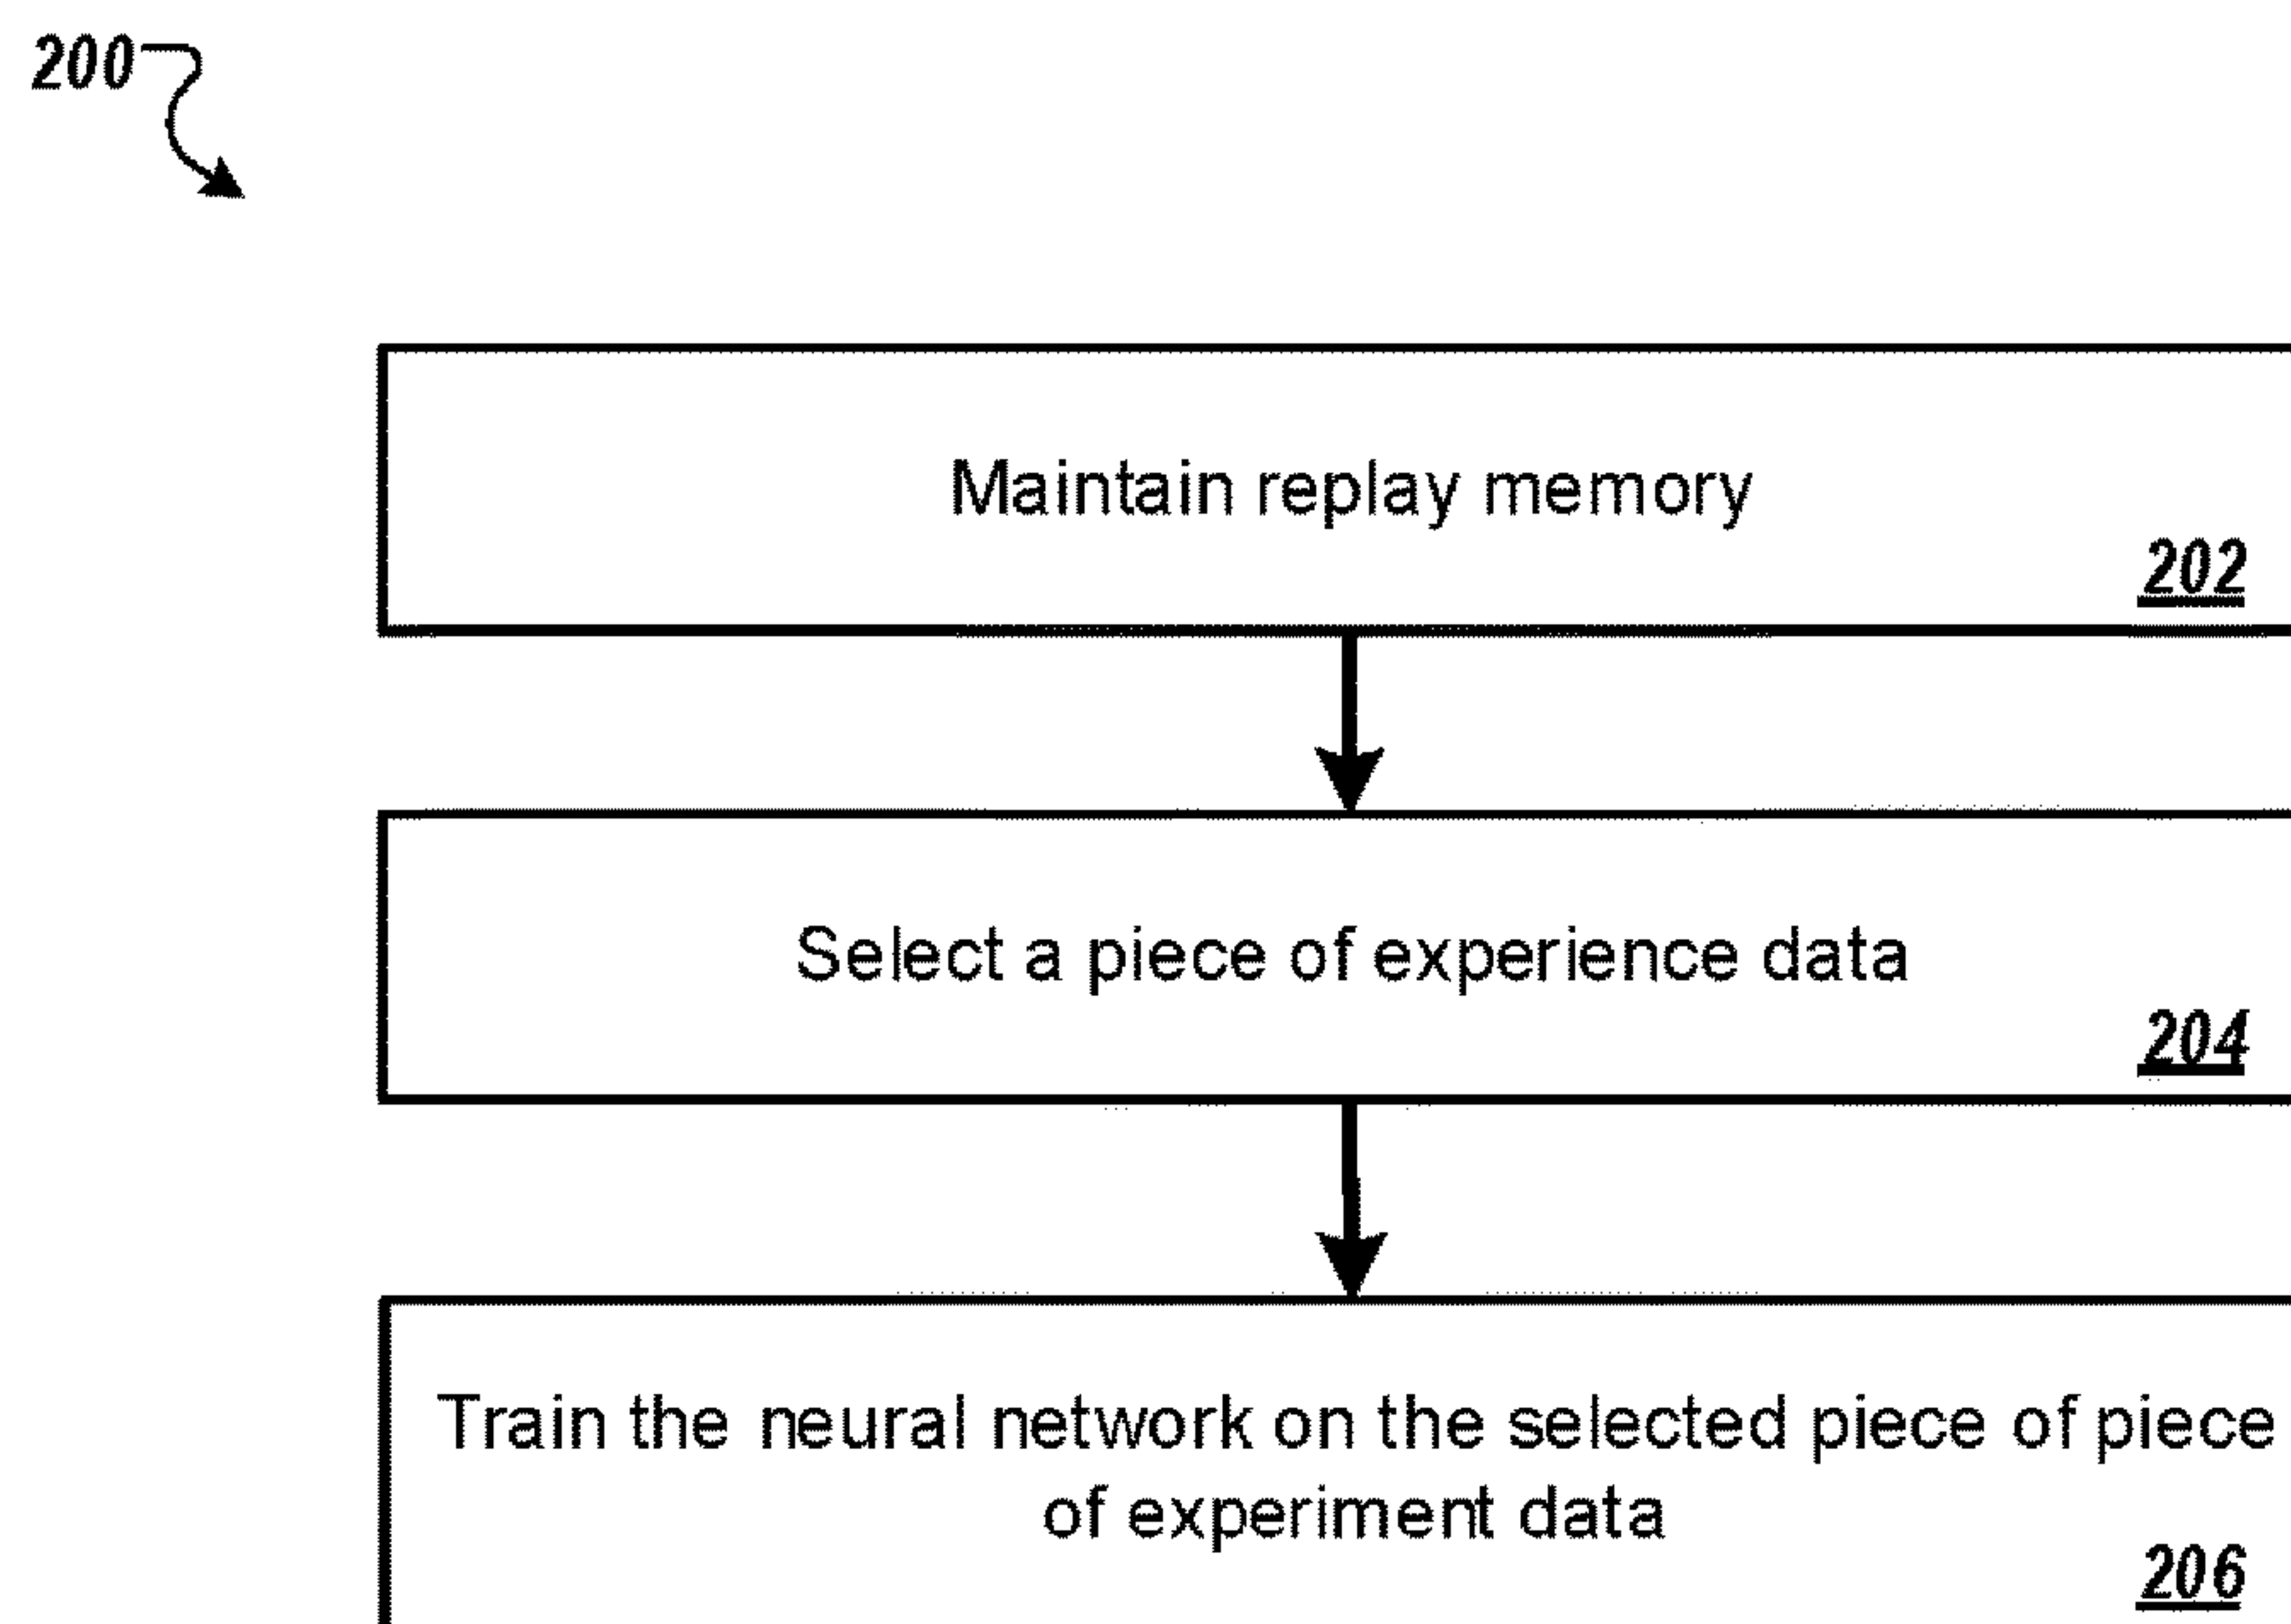 200
Maintain replay memory
202
Select a piece of experience data
204
Train the neural network on the selected piece of piece
of experiment data
206